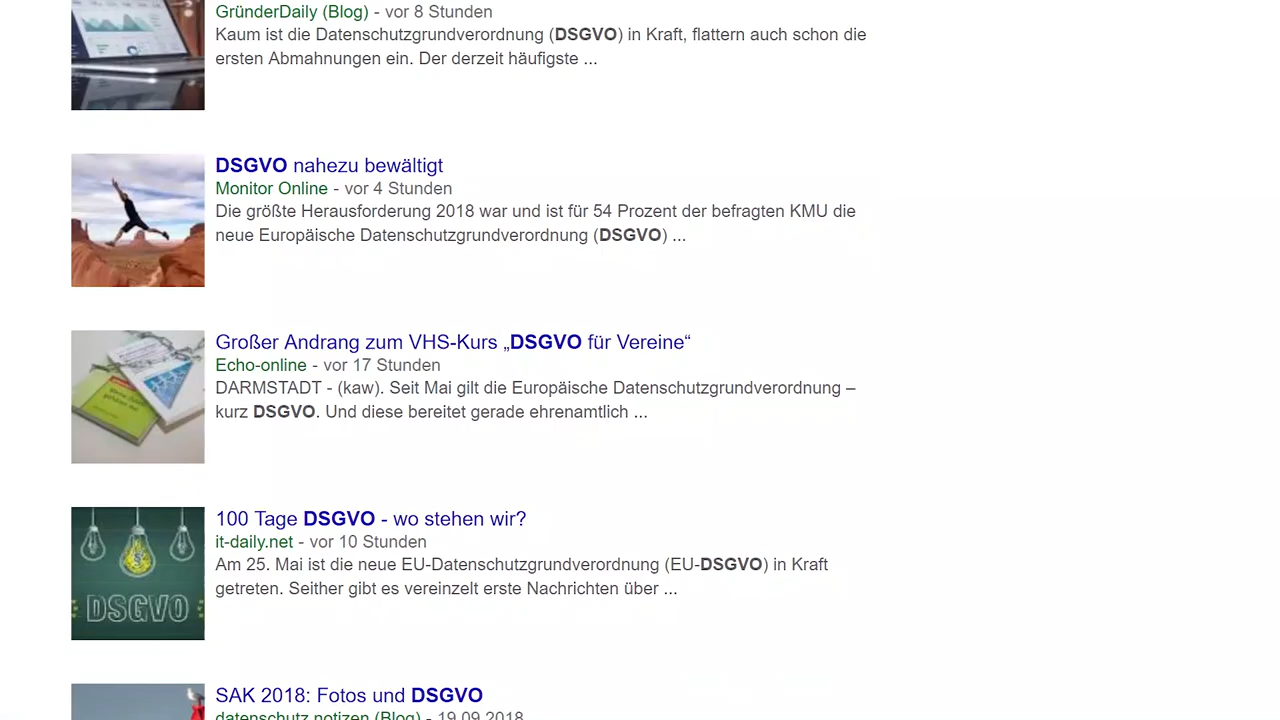 GründerDaily (Blog) - vor 8 Stunden
Kaum ist die Datenschutzgrundverordnung (DSGVO) in Kraft, flattern auch schon die
ersten Abmahnungen ein. Der derzeit häufigste ...
DSGVO nahezu bewältigt
Monitor Online - vor 4 Stunden
Die größte Herausforderung 2018 war und ist für 54 Prozent der befragten KMU die
neue Europäische Datenschutzgrundverordnung (DSGVO) ...
Großer Andrang zum VHS-Kurs „DSGVO für Vereine“
Echo-online - vor 17 Stunden
DARMSTADT - (kaw). Seit Mai gilt die Europäische Datenschutzgrundverordnung –
kurz DSGVO. Und diese bereitet gerade ehrenamtlich ...
100 Tage DSGVO - wo stehen wir?
it-daily.net - vor 10 Stunden
Am 25. Mai ist die neue EU-Datenschutzgrundverordnung (EU-DSGVO) in Kraft
getreten. Seither gibt es vereinzelt erste Nachrichten über ...
DSGVO
SAK 2018: Fotos und DSGVO
datenschutz notizen (Blog) - 19.09.2018